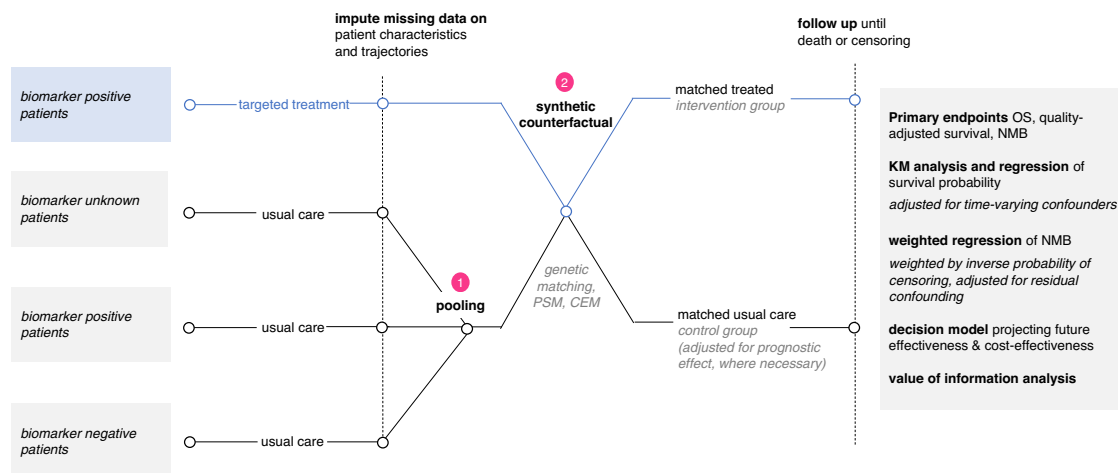 impute missing data on
patient characteristics
and trajectories
follow up until
death or censoring
biomarker positive
patients
targeted treatment
2
synthetic
counterfactual
matched treated
intervention group
biomarker unknown
patients
usual care
biomarker positive
patients
usual care
1
pooling
genetic
matching,
PSM, CEM
matched usual care
control group
(adjusted for prognostic
effect, where necessary)
biomarker negative
patients
usual care
Primary endpoints OS, quality-
adjusted survival, NMB
KM analysis and regression of
survival probability
adjusted for time-varying confounders
weighted regression of NMB
weighted by inverse probability of
censoring, adjusted for residual
confounding
decision model projecting future
effectiveness & cost-effectiveness
value of information analysis